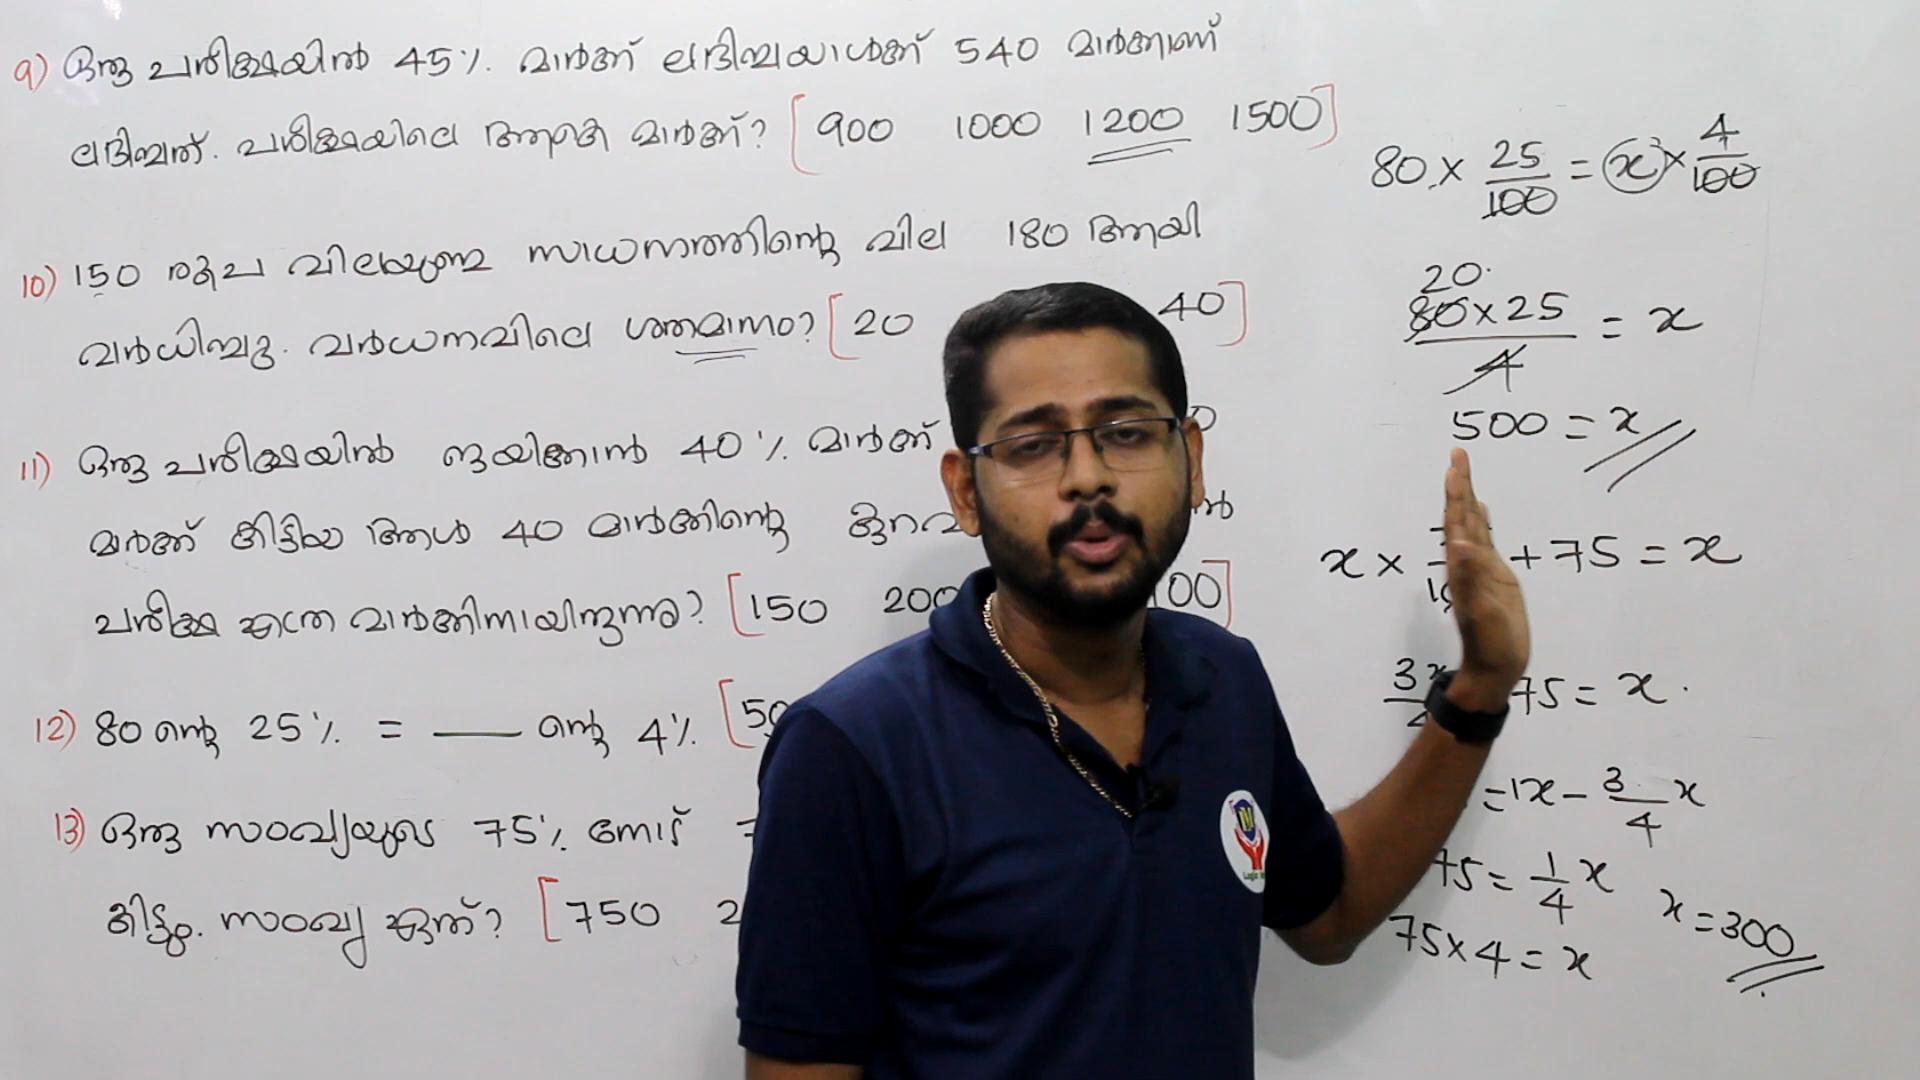 9) ഒരു പരീക്ഷയിൽ 45%. മാർക്ക് ലഭിച്ചയാൾക്ക് 540 മാർക്കാണ്
ലഭിച്ചത്. പരീക്ഷയിലെ ആകെ മാർക്ക്? [900 1000 1200 1500]
10) 150 രൂപ വിലയുണ്ട സാധനത്തിന്റെ വില 180 ആയി
വർധിച്ചു. വർധനവിലെ ശതമാനം? [20 40]
11) ഒരു പരീക്ഷയിൽ ജയിക്കാൻ 40%. മാർക്ക്
മാർക്ക് കിട്ടിയ ആൾ 40 മാർക്കിന്റെ
പരീക്ഷ എത്ര മാർക്കിനായിരുന്നു? [150 200 00]
12) 80 ന്റെ 25%. = ___ ന്റെ 4%. [50
13) ഒരു സംഖ്യയുടെ 75%. നോട്
കിട്ടും. സംഖ്യ ഏത്? [750 2
80 × 25/100 = x × 4/100
20
80×25/4 = x
500 = x
x × + 75 = x
75 = x.
= 1x - 3/4 x
75 = 1/4 x
75×4 = x
x = 300